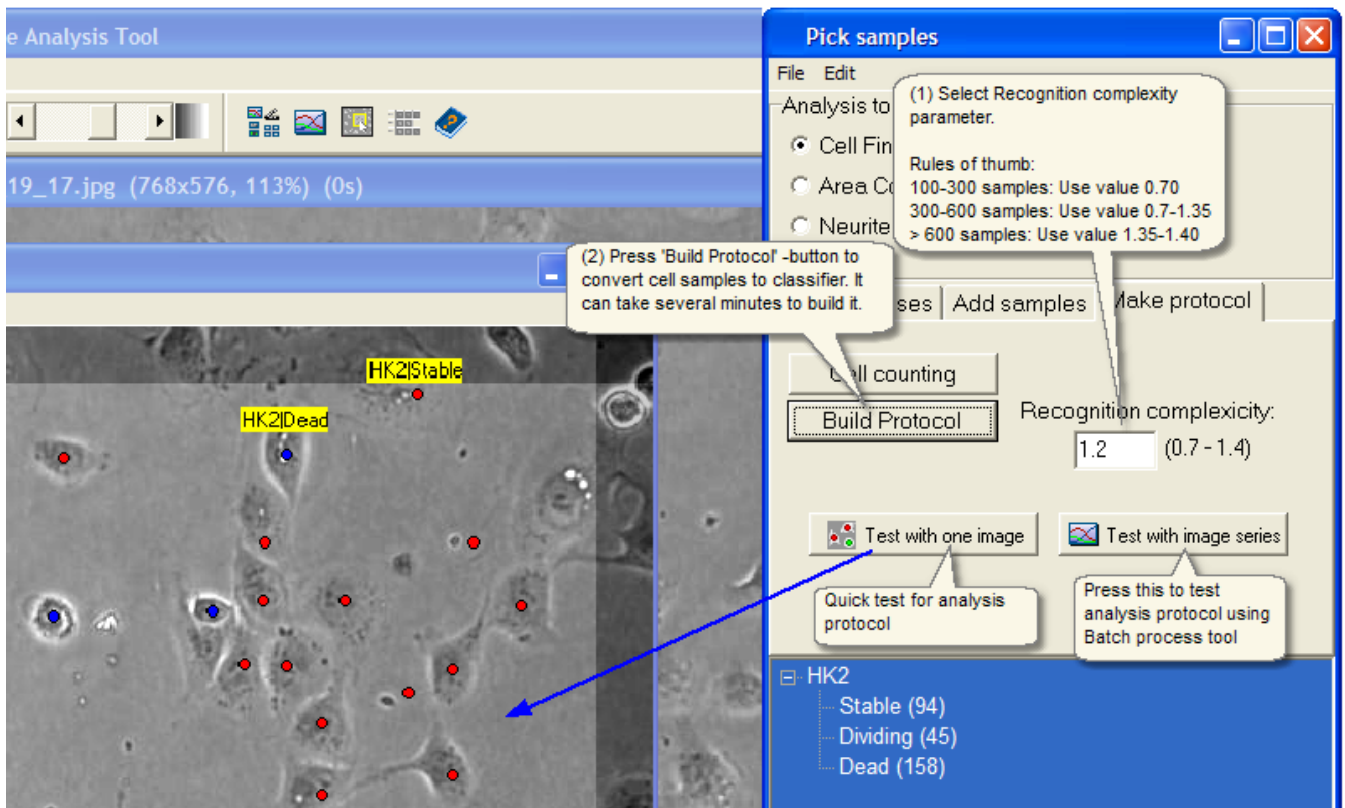 e Analysis Tool
Pick samples
File Edit
Analysis to
Cell Fin
Area Co
Neurite
(1) Select Recognition complexity
parameter.
Rules of thumb:
100-300 samples: Use value 0.70
300-600 samples: Use value 0.7-1.35
> 600 samples: Use value 1.35-1.40
19_17.jpg (768x576, 113%) (0s)
(2) Press 'Build Protocol' -button to
convert cell samples to classifier. It
can take several minutes to build it.
ses Add samples Make protocol
HK2|Stable
HK2|Dead
Cell counting
Build Protocol
Recognition complexicity:
1.2 (0.7 - 1.4)
Test with one image
Test with image series
Quick test for analysis
protocol
Press this to test
analysis protocol using
Batch process tool
HK2
Stable (94)
Dividing (45)
Dead (158)